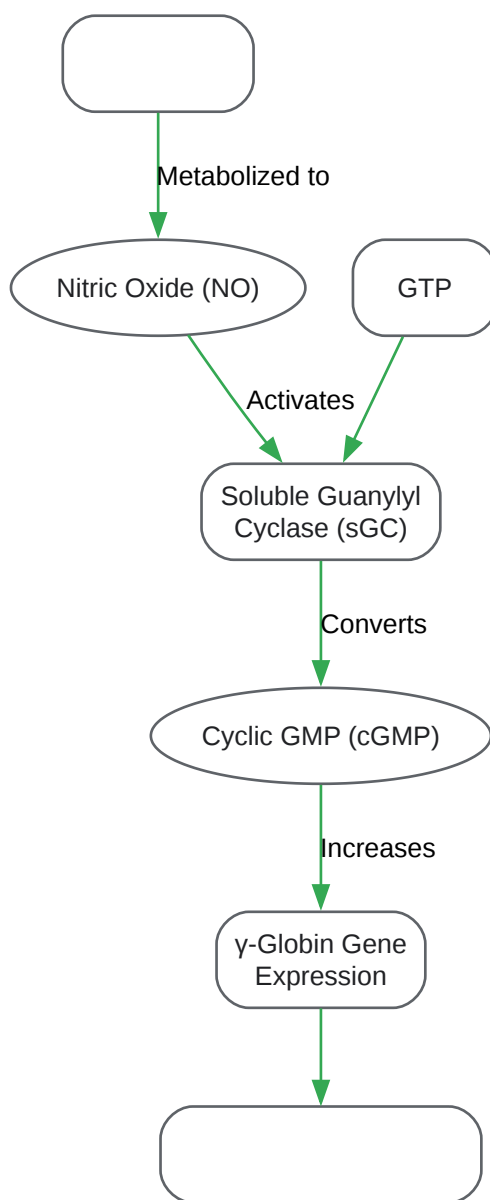 Metabolized to
Nitric Oxide (NO)
GTP
Activates
Soluble Guanylyl
Cyclase (sGC)
Converts
Cyclic GMP (cGMP)
Increases
γ-Globin Gene
Expression